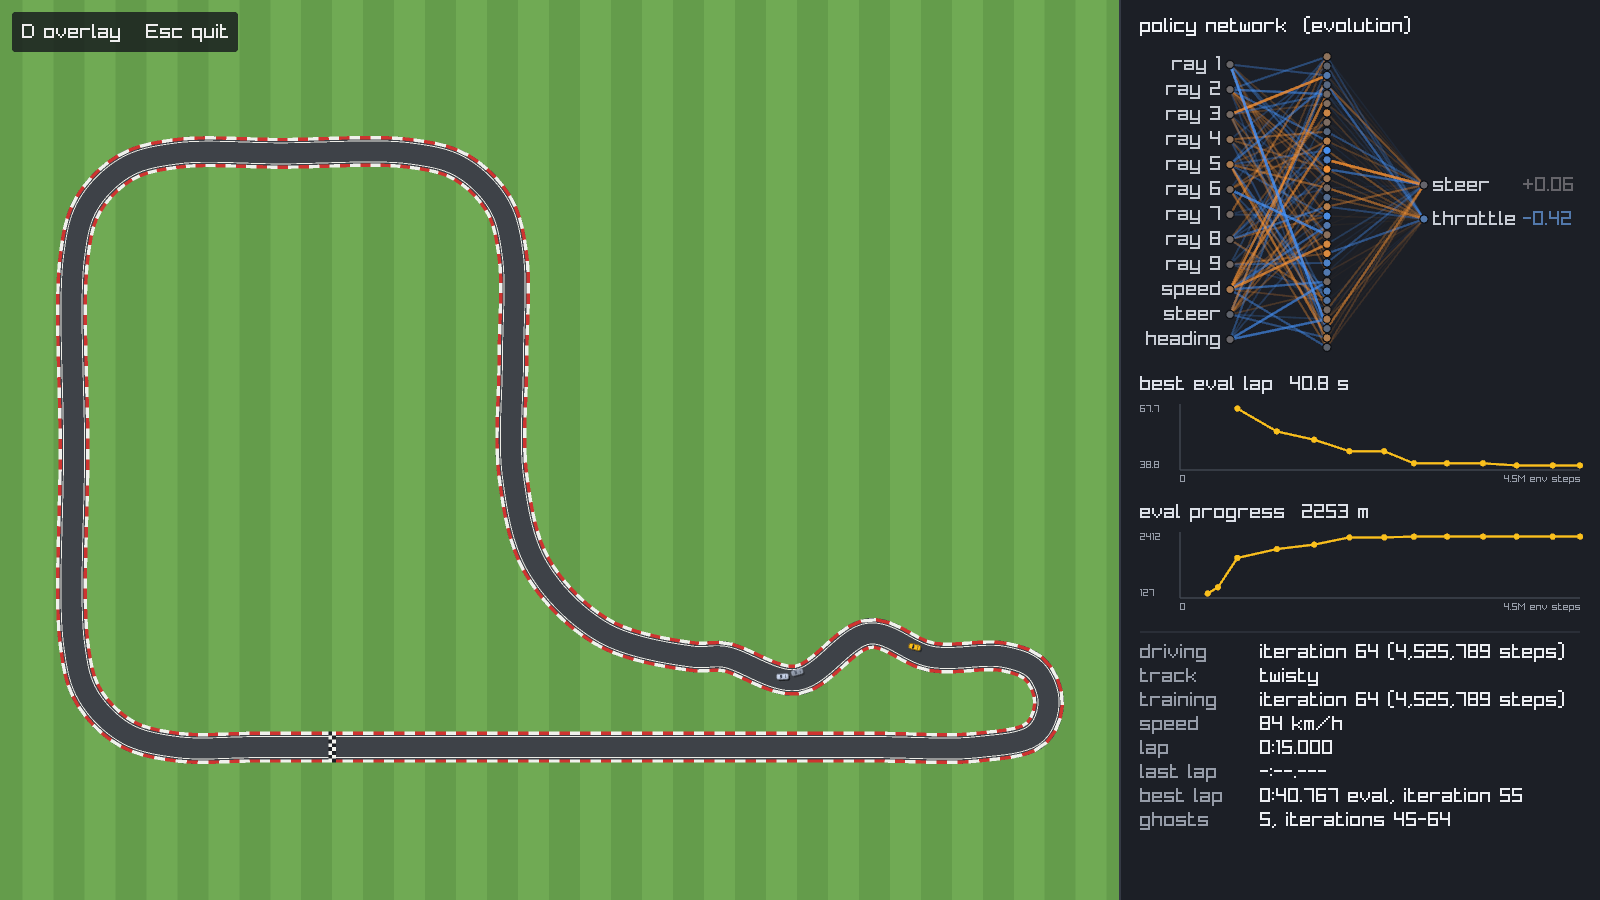 D overlay Esc quit
policy network (evolution)
ray 1
ray 2
ray 3
ray 4
ray 5
ray 6
ray 7
ray 8
ray 9
speed
steer
heading
steer +0.06
throttle -0.42
best eval lap 40.8 s
67.7
38.8
0 4.5M env steps
eval progress 2253 m
2412
127
0 4.5M env steps
driving iteration 64 (4,525,789 steps)
track twisty
training iteration 64 (4,525,789 steps)
speed 84 km/h
lap 0:15.000
last lap -:--.---
best lap 0:40.767 eval, iteration 55
ghosts 5, iterations 45-64